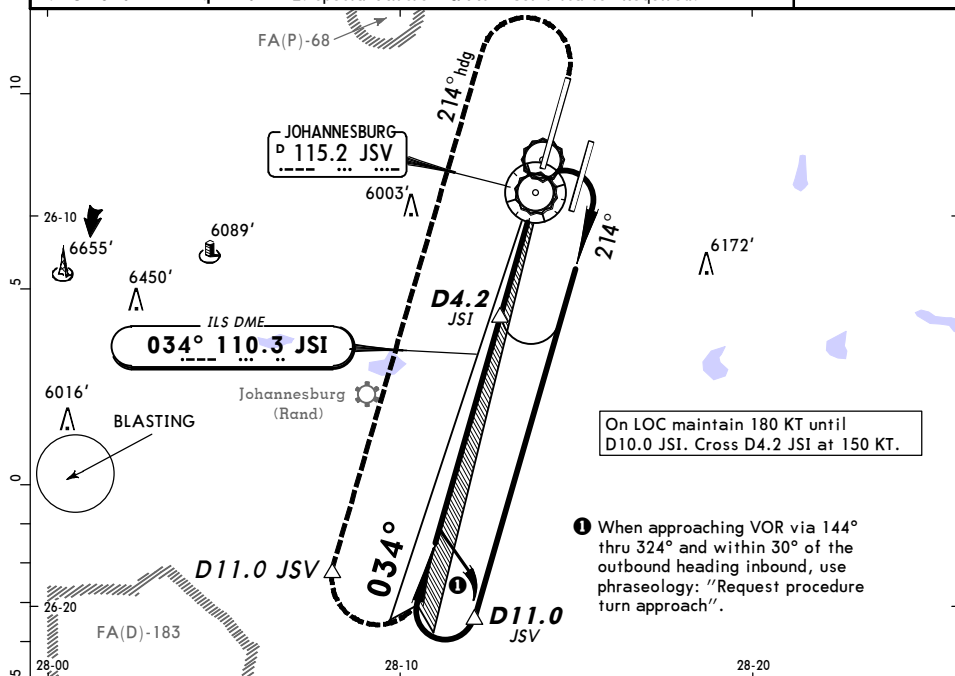 FA(P)-68
214° hdg
JOHANNESBURG
D 115.2 JSV
6003'
26-10
6655'
6089'
6450'
214°
6172'
D4.2
JSI
ILS DME
034° 110.3 JSI
Johannesburg
(Rand)
6016'
BLASTING
On LOC maintain 180 KT until
D10.0 JSI. Cross D4.2 JSI at 150 KT.
1 When approaching VOR via 144°
thru 324° and within 30° of the
outbound heading inbound, use
phraseology: "Request procedure
turn approach".
034°
D11.0 JSV
1
D11.0
JSV
26-20
FA(D)-183
28-00
28-10
28-20
10
5
0
5